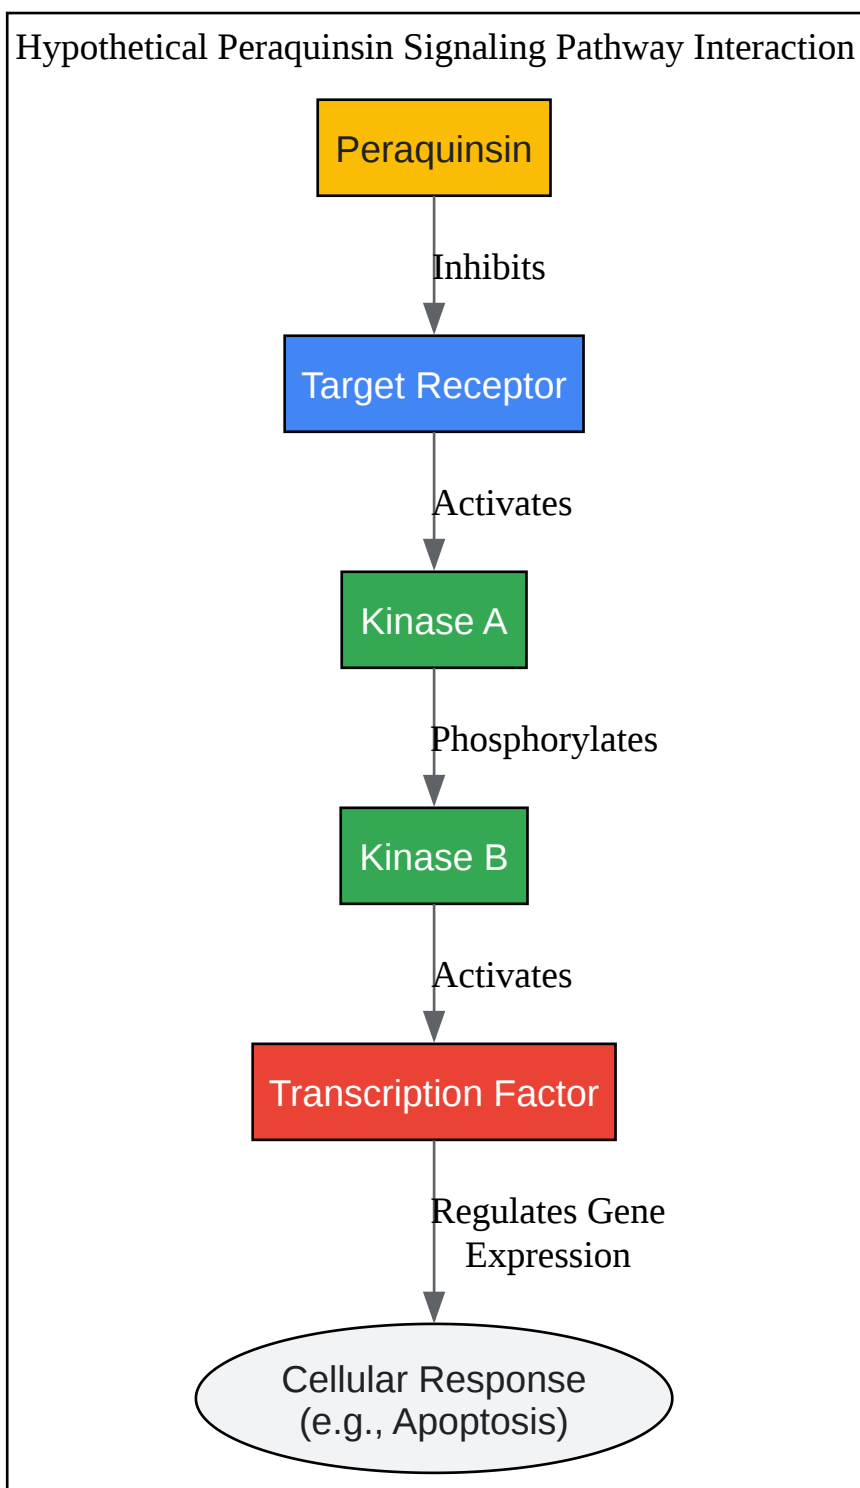 Hypothetical Peraquinsin Signaling Pathway Interaction
Peraquinsin
Inhibits
Target Receptor
Activates
Kinase A
Phosphorylates
Kinase B
Activates
Transcription Factor
Regulates Gene
Expression
Cellular Response
(e.g., Apoptosis)